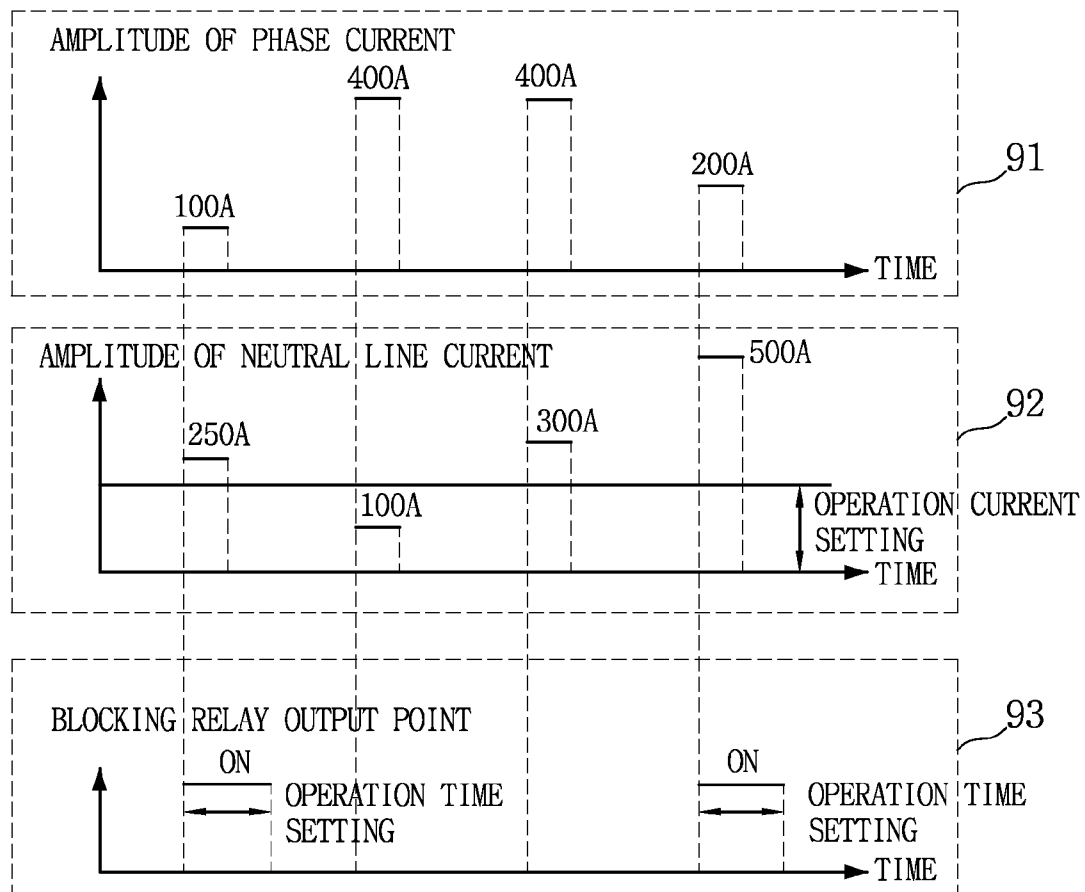 AMPLITUDE OF PHASE CURRENT
400A
400A
200A
100A
TIME
91
AMPLITUDE OF NEUTRAL LINE CURRENT
500A
300A
250A
100A
OPERATION CURRENT
SETTING
TIME
92
BLOCKING RELAY OUTPUT POINT
ON
OPERATION TIME
SETTING
ON
OPERATION TIME
SETTING
TIME
93